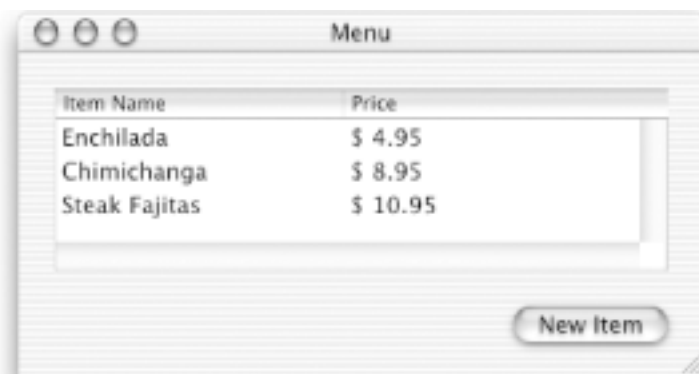 Menu
Item Name Price
Enchilada $ 4.95
Chimichanga $ 8.95
Steak Fajitas $ 10.95
New Item